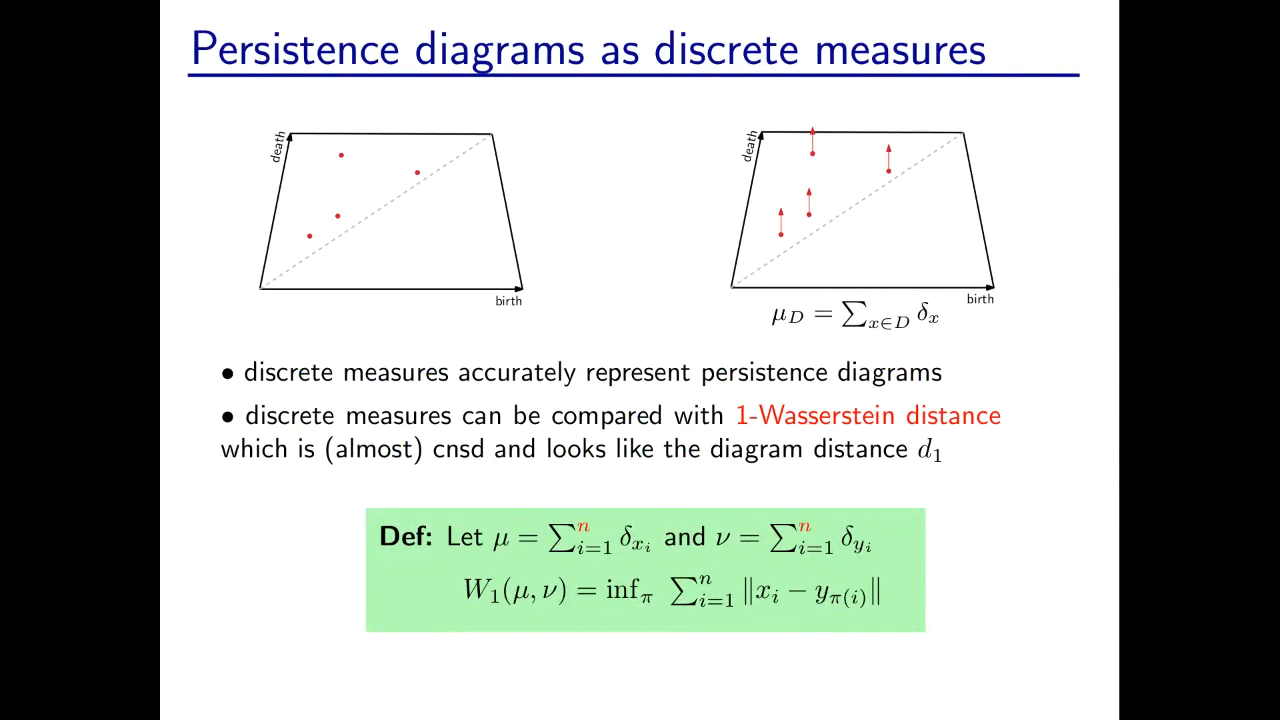 Persistence diagrams as discrete measures
death
birth
death
birth
μ_D = ∑_{x∈D} δ_x
• discrete measures accurately represent persistence diagrams
• discrete measures can be compared with 1-Wasserstein distance
which is (almost) cnsd and looks like the diagram distance d_1
Def: Let μ = ∑_{i=1}^{n} δ_{x_i} and ν = ∑_{i=1}^{n} δ_{y_i}
W_1(μ, ν) = inf_π ∑_{i=1}^{n} ‖x_i − y_{π(i)}‖